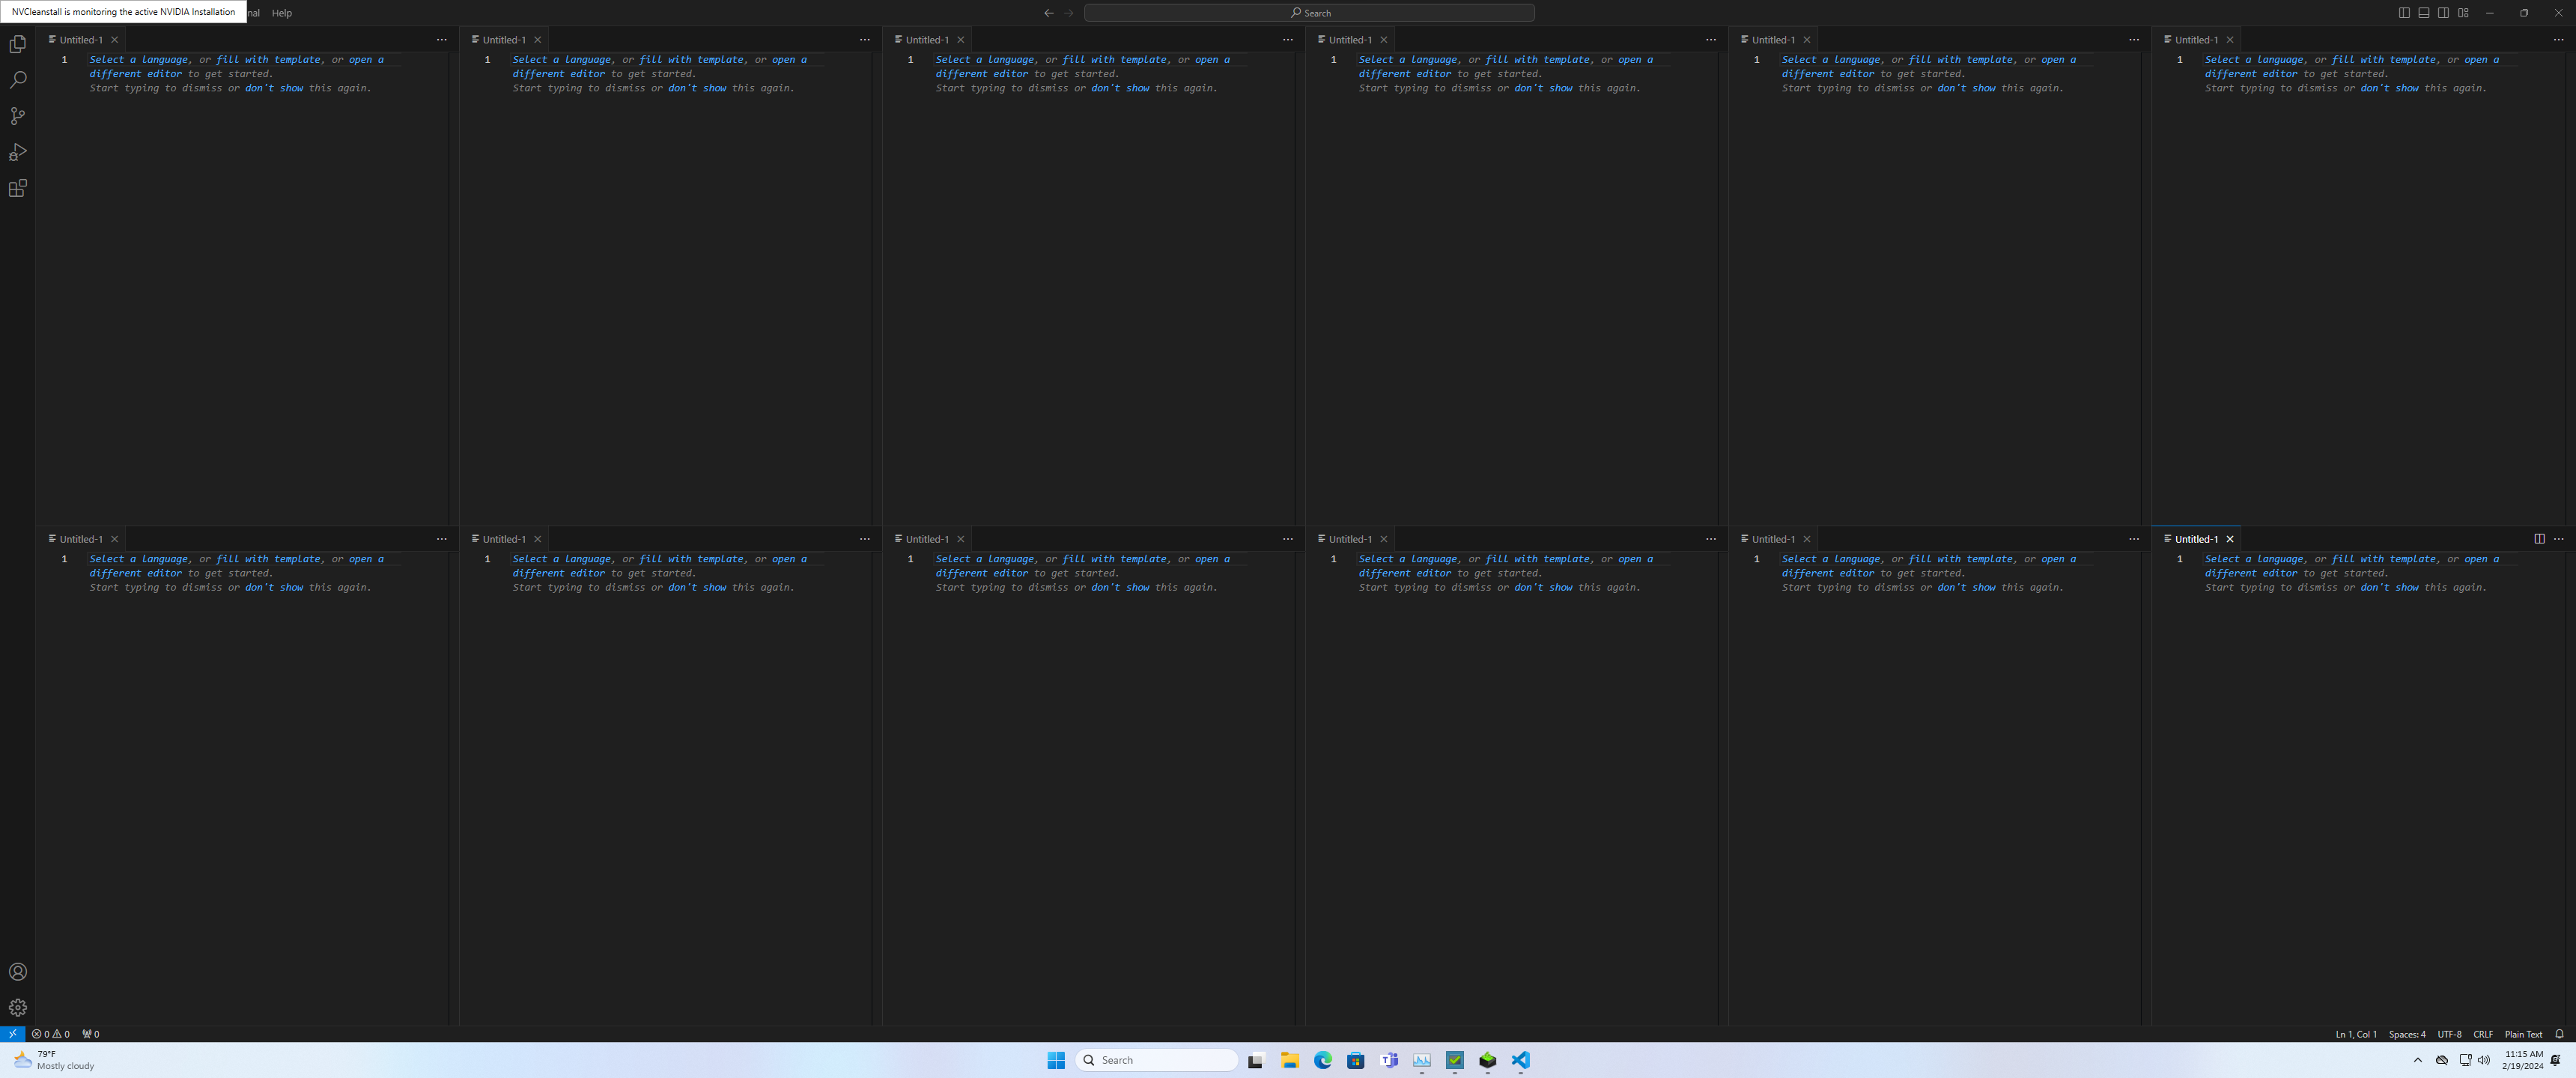 NVCleanstall is monitoring the active NVIDIA Installation
nal Help
Search
Untitled-1 Untitled-1 Untitled-1 Untitled-1 Untitled-1 Untitled-1
1 Select a language, or fill with template, or open a
different editor to get started.
Start typing to dismiss or don't show this again.
1 Select a language, or fill with template, or open a
different editor to get started.
Start typing to dismiss or don't show this again.
1 Select a language, or fill with template, or open a
different editor to get started.
Start typing to dismiss or don't show this again.
1 Select a language, or fill with template, or open a
different editor to get started.
Start typing to dismiss or don't show this again.
1 Select a language, or fill with template, or open a
different editor to get started.
Start typing to dismiss or don't show this again.
1 Select a language, or fill with template, or open a
different editor to get started.
Start typing to dismiss or don't show this again.
Untitled-1 Untitled-1 Untitled-1 Untitled-1 Untitled-1 Untitled-1
1 Select a language, or fill with template, or open a
different editor to get started.
Start typing to dismiss or don't show this again.
1 Select a language, or fill with template, or open a
different editor to get started.
Start typing to dismiss or don't show this again.
1 Select a language, or fill with template, or open a
different editor to get started.
Start typing to dismiss or don't show this again.
1 Select a language, or fill with template, or open a
different editor to get started.
Start typing to dismiss or don't show this again.
1 Select a language, or fill with template, or open a
different editor to get started.
Start typing to dismiss or don't show this again.
1 Select a language, or fill with template, or open a
different editor to get started.
Start typing to dismiss or don't show this again.
0 0 0 Ln 1, Col 1 Spaces: 4 UTF-8 CRLF Plain Text
79°F
Mostly cloudy
Search
11:15 AM
2/19/2024